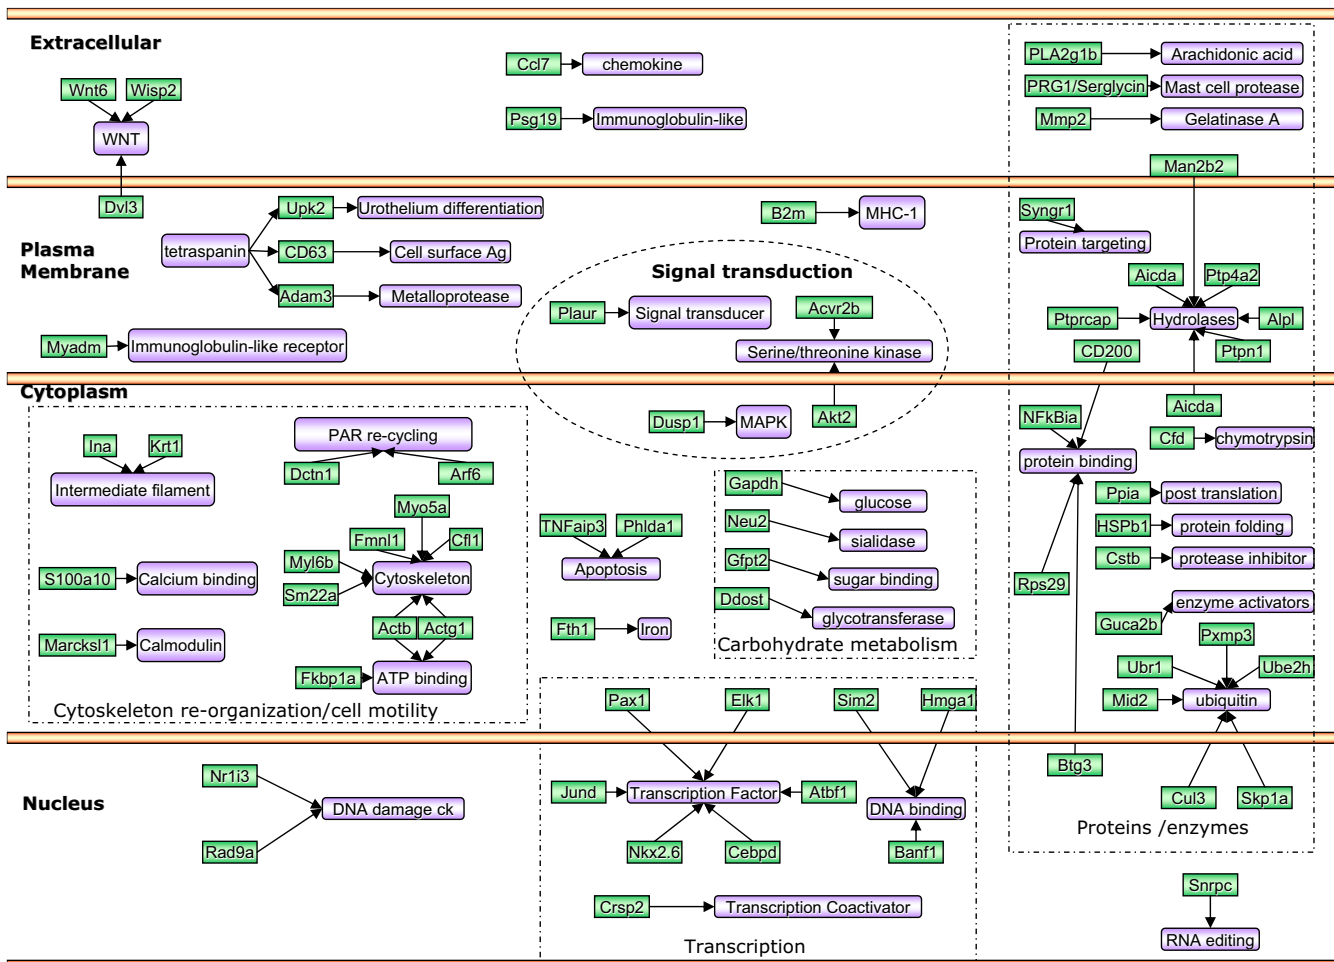 Extracellular
Wnt6
Wisp2
WNT
Ccl7
chemokine
Psg19
Immunoglobulin-like
PLA2g1b
Arachidonic acid
PRG1/Serglycin
Mast cell protease
Mmp2
Gelatinase A
Man2b2
Dvl3
Plasma
Membrane
tetraspanin
Upk2
Urothelium differentiation
CD63
Cell surface Ag
Adam3
Metalloprotease
Myadm
Immunoglobulin-like receptor
B2m
MHC-1
Signal transduction
Plaur
Signal transducer
Acvr2b
Serine/threonine kinase
Syngr1
Protein targeting
Aicda
Ptp4a2
Ptprcap
Hydrolases
Alpl
CD200
Ptpn1
Cytoplasm
Dusp1
MAPK
Akt2
Aicda
NFkBia
Cfd
chymotrypsin
protein binding
Ina
Krt1
Intermediate filament
PAR re-cycling
Dctn1
Arf6
Myo5a
Fmnl1
Cfl1
Myl6b
Cytoskeleton
Sm22a
S100a10
Calcium binding
Actb
Actg1
Marcksl1
Calmodulin
Fkbp1a
ATP binding
Cytoskeleton re-organization/cell motility
TNFaip3
Phlda1
Apoptosis
Fth1
Iron
Gapdh
glucose
Neu2
sialidase
Gfpt2
sugar binding
Ddost
glycotransferase
Carbohydrate metabolism
Ppia
post translation
HSPb1
protein folding
Cstb
protease inhibitor
Rps29
enzyme activators
Guca2b
Pxmp3
Ubr1
Ube2h
Mid2
ubiquitin
Pax1
Elk1
Sim2
Hmga1
Nucleus
Nr1i3
DNA damage ck
Rad9a
Jund
Transcription Factor
Atbf1
DNA binding
Nkx2.6
Cebpd
Banf1
Crsp2
Transcription Coactivator
Transcription
Btg3
Cul3
Skp1a
Proteins /enzymes
Snrpc
RNA editing